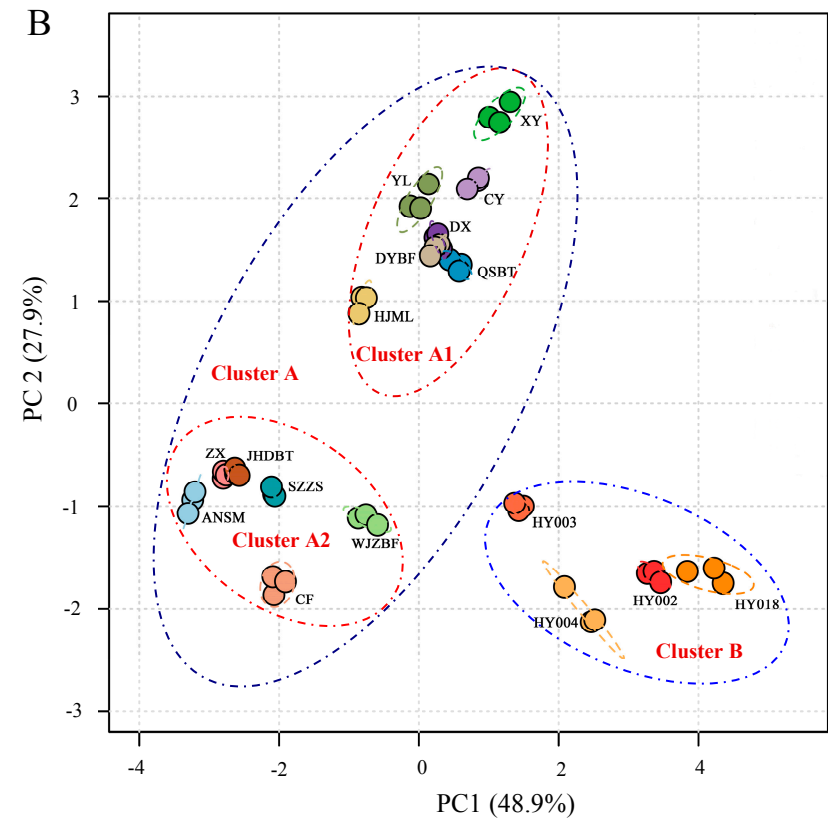 B
3
2
1
0
-1
-2
-3
PC 2 (27.9%)
XY
YL
CY
DX
DYBF
QSBT
HJML
Cluster A1
Cluster A
ZX
JHDBT
SZZS
ANSM
WJZBF
Cluster A2
CF
HY003
HY002
HY018
HY004
Cluster B
-4
-2
0
2
4
PC1 (48.9%)